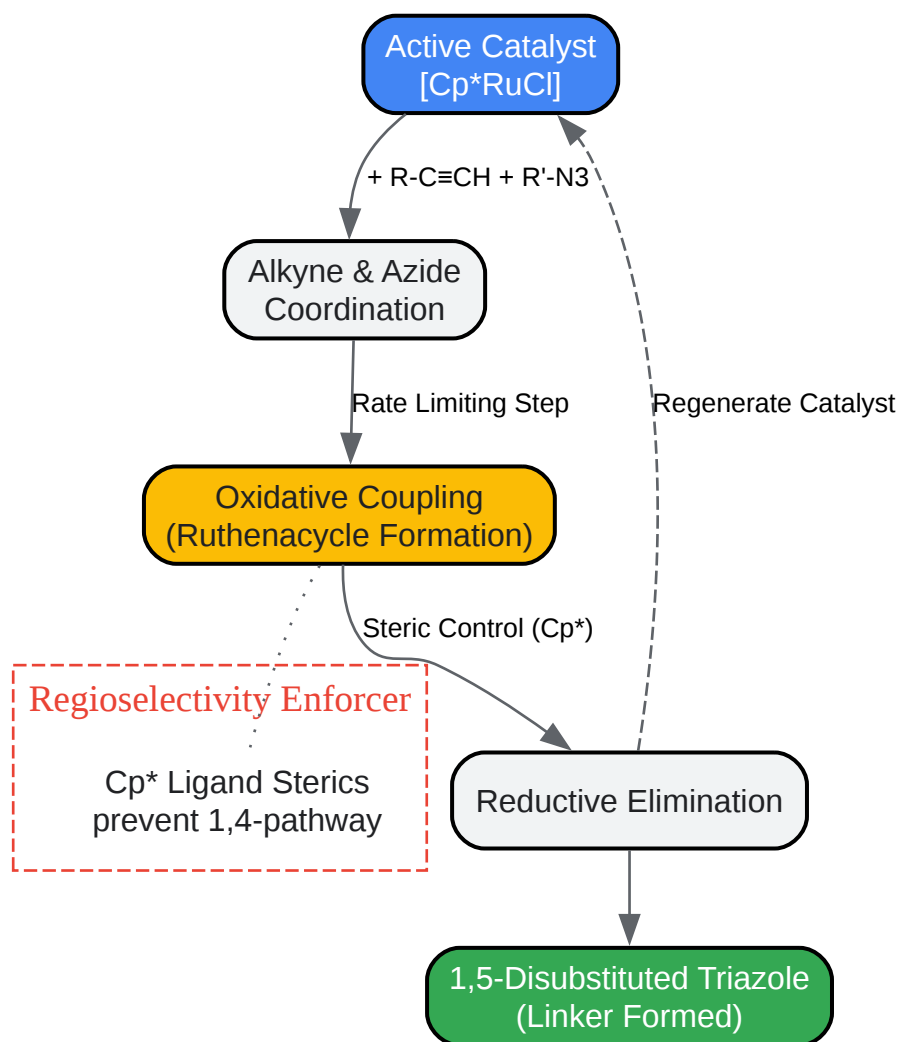 Active Catalyst
[Cp*RuCl]
+ R-C≡CH + R'-N3
Alkyne & Azide
Coordination
Rate Limiting Step
Regenerate Catalyst
Oxidative Coupling
(Ruthenacycle Formation)
Steric Control (Cp*)
Regioselectivity Enforcer
Cp* Ligand Sterics
prevent 1,4-pathway
Reductive Elimination
1,5-Disubstituted Triazole
(Linker Formed)